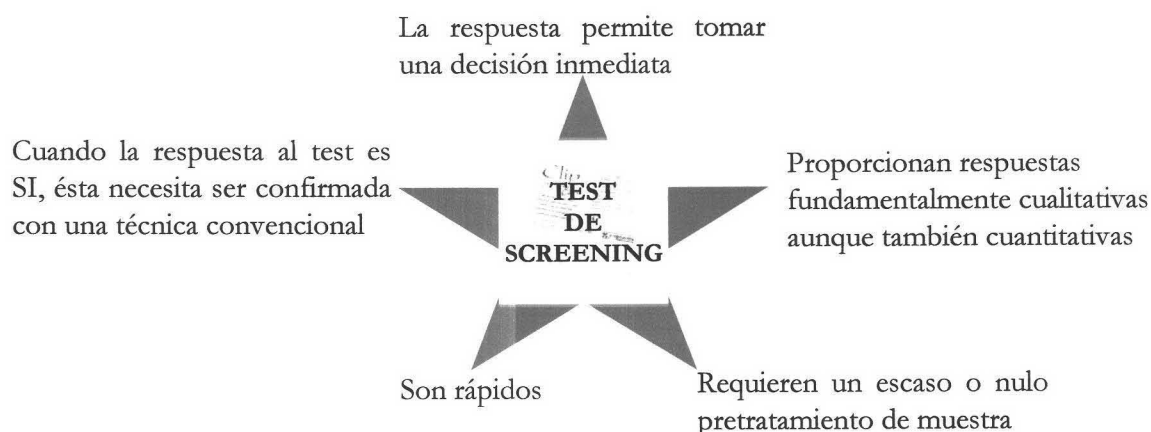 La respuesta permite tomar
una decisión inmediata
Cuando la respuesta al test es
SI, ésta necesita ser confirmada
con una técnica convencional
TEST
DE
SCREENING
Proporcionan respuestas
fundamentalmente cualitativas
aunque también cuantitativas
Son rápidos
Requieren un escaso o nulo
pretratamiento de muestra